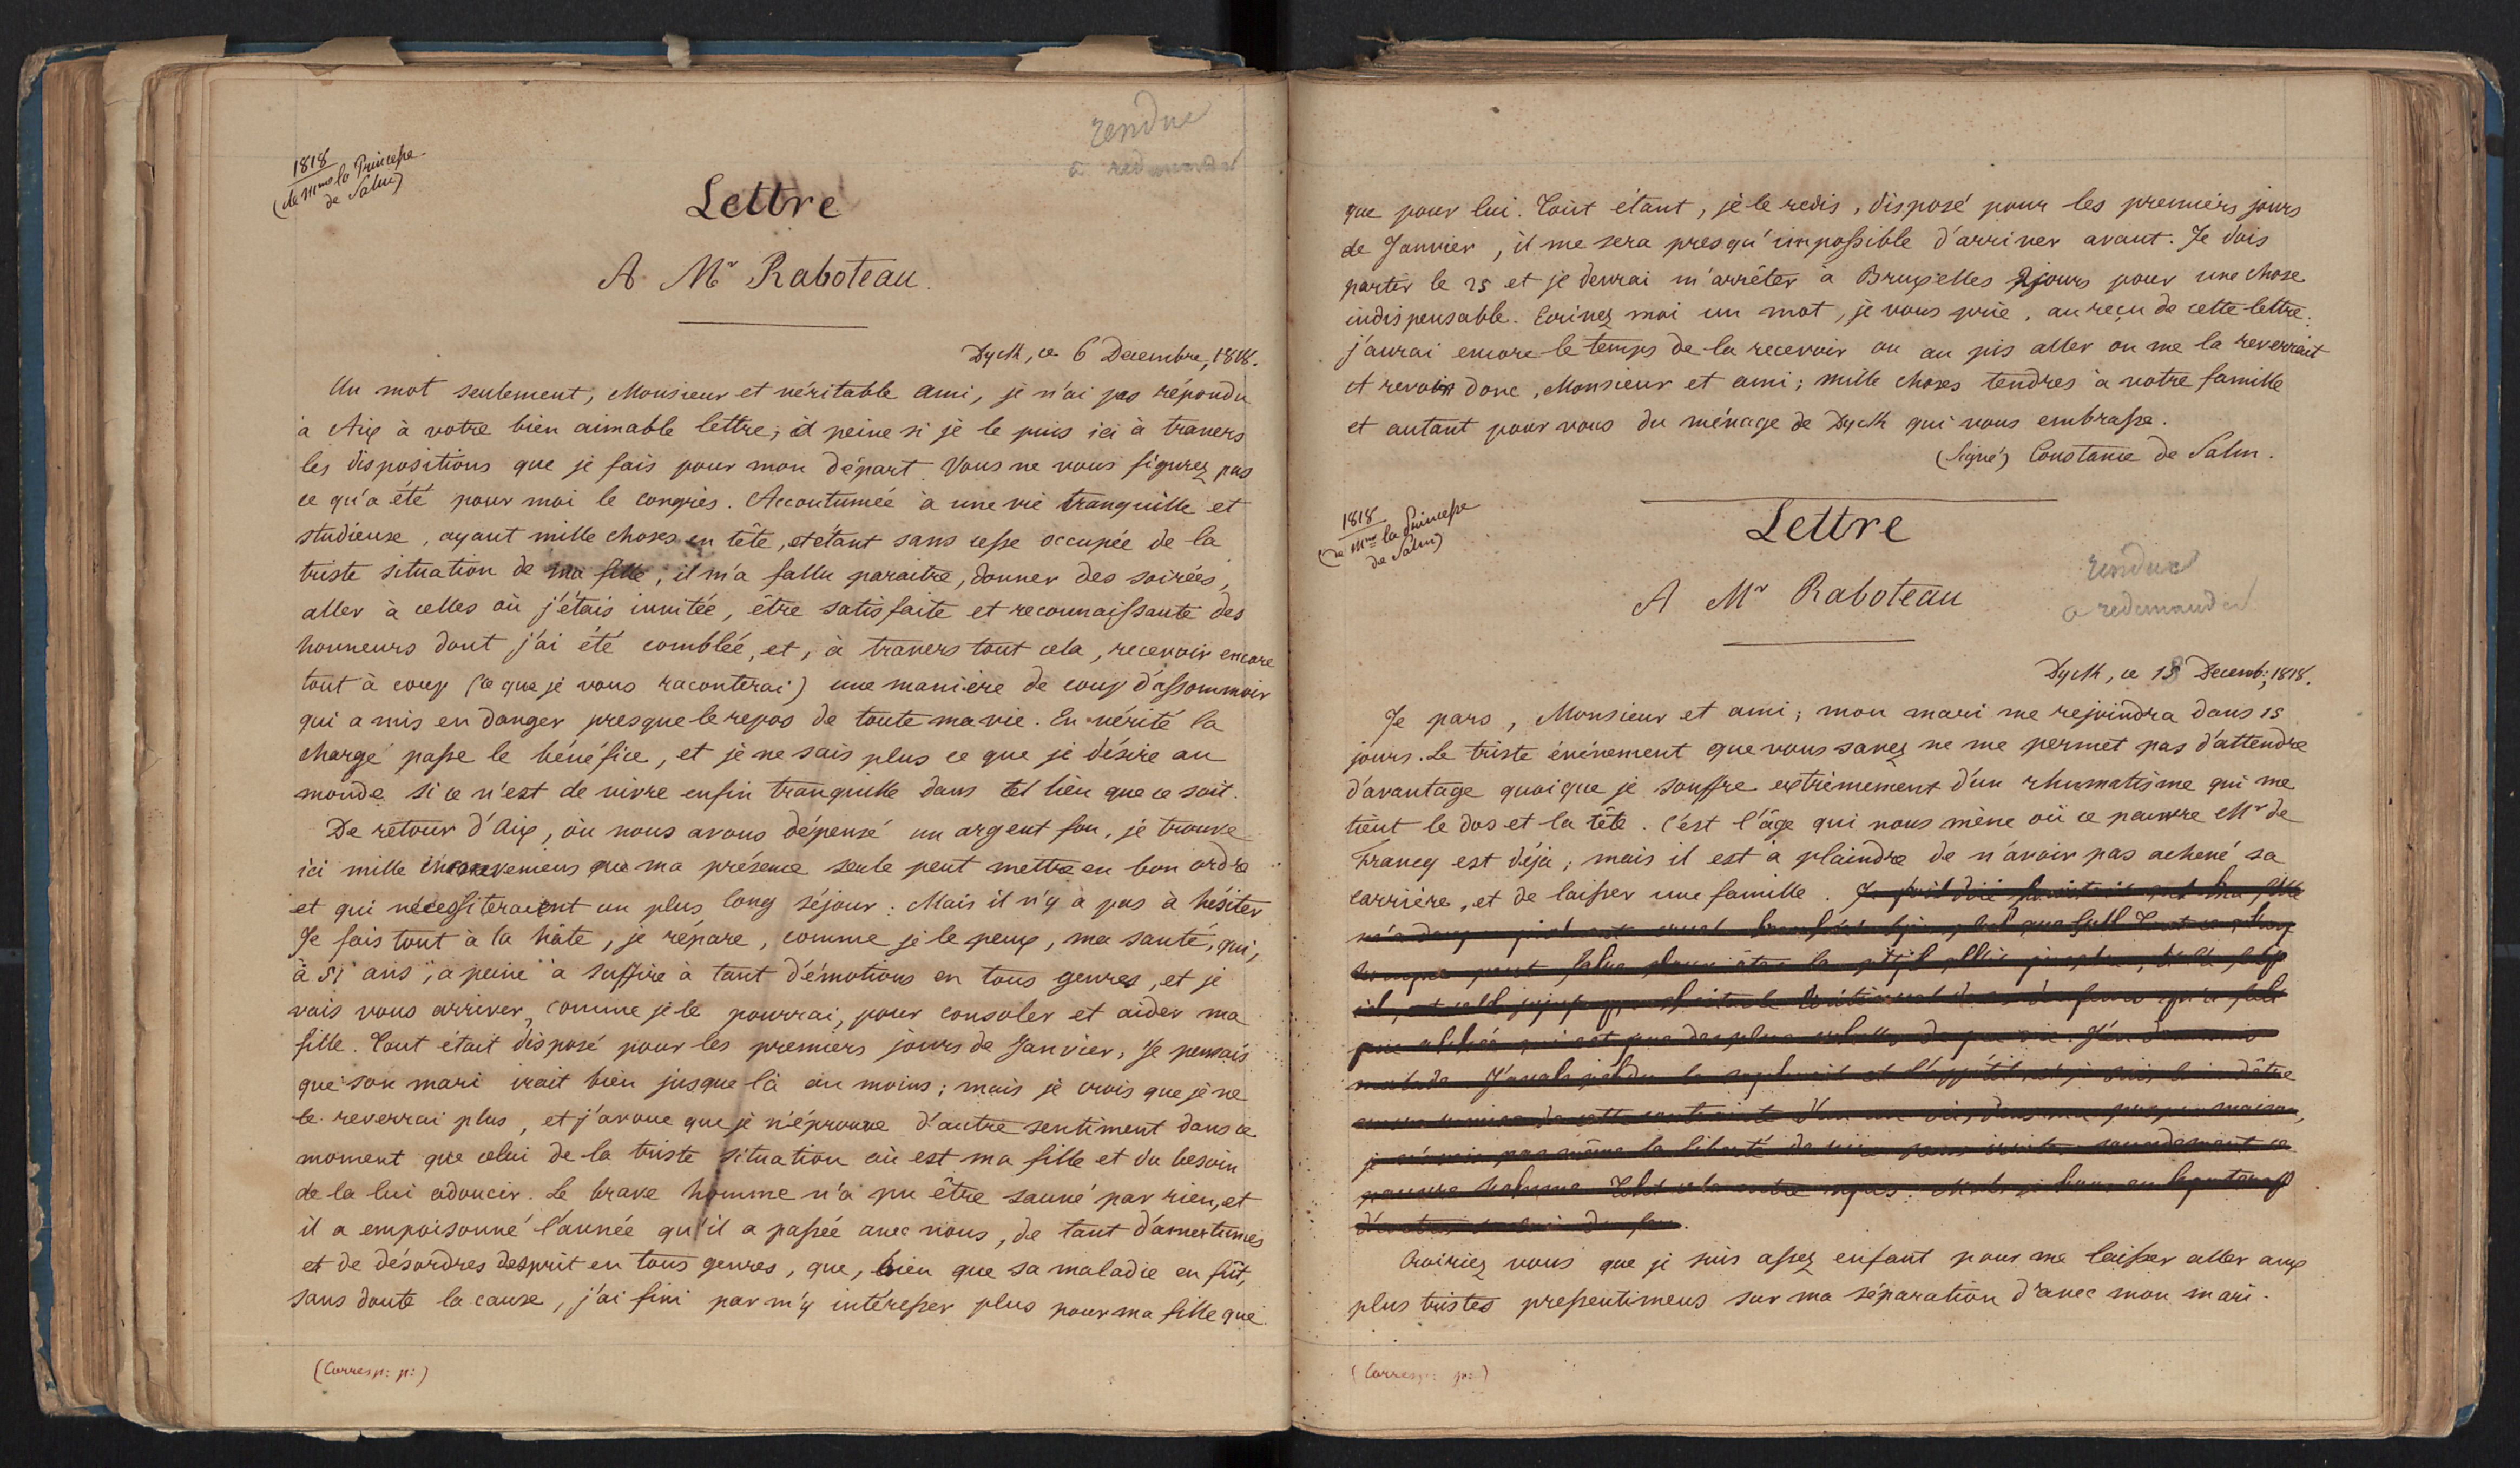 rendue
à redemander
1818
(de Mme la Princesse
de Salm)
Lettre
A Mr Raboteau.
Dyck, ce 6 Decembre, 1818.
Un mot seulement, Monsieur et véritable ami, je n'ai pas répondu
à Aix à votre bien aimable lettre; à peine si je le puis ici à travers
les dispositions que je fais pour mon départ. Vous ne vous figurez pas
ce qu'a été pour moi le congrès. Accoutumée à une vie tranquille et
studieuse, ayant mille choses en tête, et étant sans cesse occupée de la
triste situation de ma fille, il m'a fallu paraitre, donner des soirées,
aller à celles où j'étais invitée, être satisfaite et reconnaissante des
honneurs dont j'ai été comblée, et, à travers tout cela, recevoir encore
tout à coup (ce que je vous raconterai) une manière de coup d'assommoir
qui a mis en danger presque le repos de toute ma vie. En vérité la
charge passe le bénéfice, et je ne sais plus ce que je désire au
monde si ce n'est de vivre enfin tranquille dans tel lieu que ce soit.
De retour d'Aix, où nous avons dépensé un argent fou, je trouve
ici mille inconveniens que ma présence seule peut mettre en bon ordre
et qui nécessiteraient un plus long séjour: Mais il n'y a pas à hésiter
Je fais tout à la hâte, je répare, comme je le peux, ma santé, qui,
à 51 ans, a peine à suffire à tant d'émotions en tous genres, et je
vais vous arriver, comme je le pourrai, pour consoler et aider ma
fille. Tout était disposé pour les premiers jours de Janvier, Je pensais
que son mari irait bien jusque là au moins; mais je crois que je ne
le reverrai plus, et j'avoue que je n'éprouve d'autre sentiment dans ce
moment que celui de la triste situation où est ma fille et du besoin
de la lui adoucir. Le brave homme n'a pu être sauvé par rien, et
il a empoisonné l'année qu'il a passée avec nous, de tant d'amertumes
et de désordres desprit en tous genres, que, bien que sa maladie en fût,
sans doute la cause, j'ai fini par m'y intéresser plus pour ma fille que
(Corresp: p:)
que pour lui. Tout étant, je le redis, disposé pour les premiers jours
de Janvier, il me sera presqu'impossible d'arriver avant. Je dois
partir le 25 et je devrai m'arrêter à Bruxelles 2 jours pour une chose
indispensable. Ecrivez moi un mot, je vous prie, au reçu de cette lettre.
j'aurai encore le temps de la recevoir ou au pis aller on me la reverrait
A revoir donc, Monsieur et ami; mille choses tendres à votre famille
et autant pour vous du ménage de Dyck qui vous embrasse.
(Signé) Constance de Salm.
1818
(de Mme la Princesse
de Salm)
Lettre
A Mr Raboteau
rendue
a redemander
Dyck, ce 18 Decemb: 1818.
Je pars, Monsieur et ami; mon mari me rejoindra dans 15
jours. Le triste événement que vous savez ne me permet pas d'attendre
d'avantage quoique je souffre extrèmement d'un rhumatisme qui me
tient le dos et la tête. C'est l'âge qui nous mène où ce pauvre Mr de
Francq est déja; mais il est à plaindre de n'avoir pas achevé sa
carrière, et de laisser une famille.
Croiriez vous que je suis assez enfant pour me laisser aller aux
plus tristes pressentimens sur ma séparation d'avec mon mari.
(Corresp: p:)